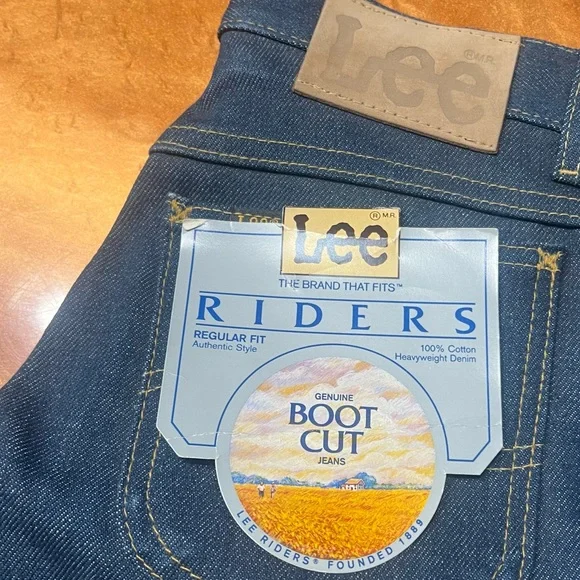 Lee ® M.R.
Lee
Lee ® M.R.
THE BRAND THAT FITS™
RIDERS
REGULAR FIT
Authentic Style
100% Cotton
Heavyweight Denim
GENUINE
BOOT
CUT
JEANS
LEE RIDERS® FOUNDED 1889